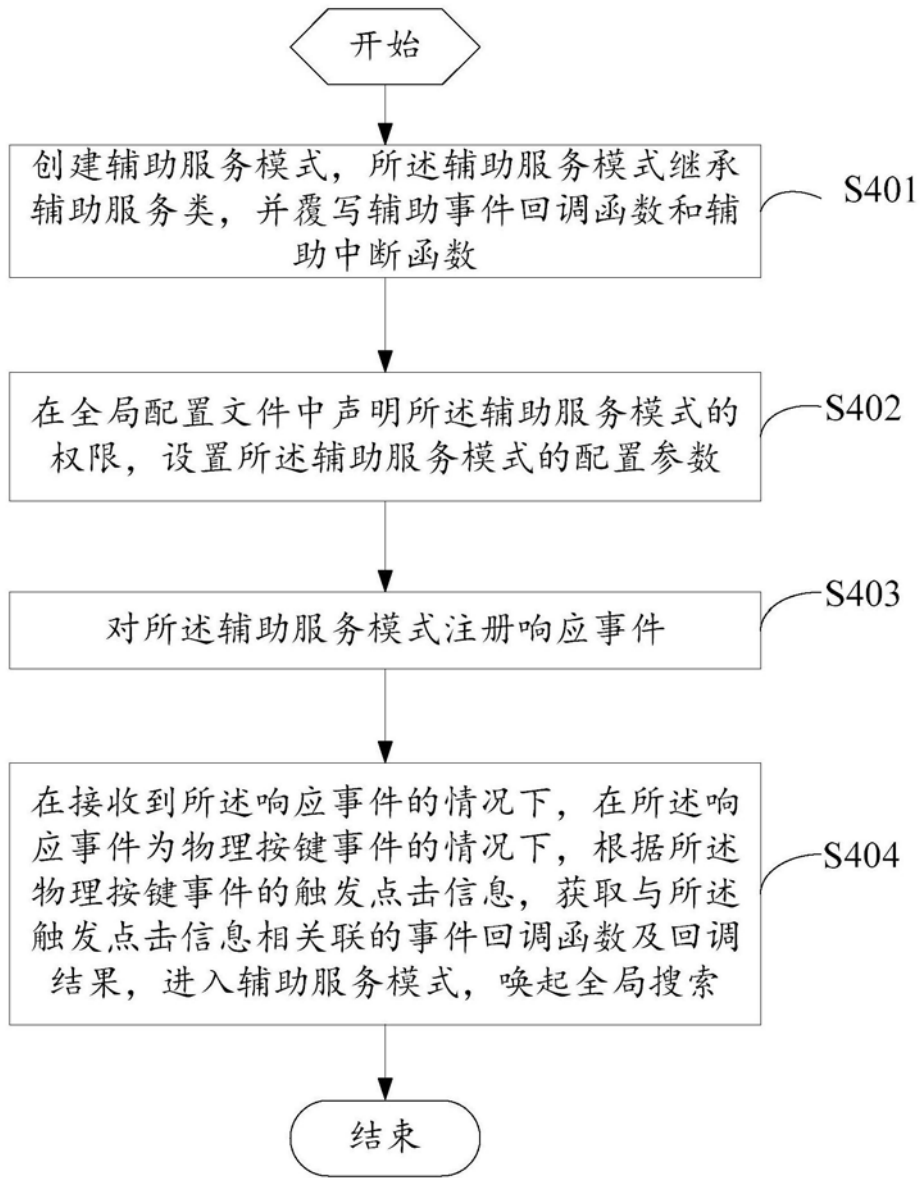 开始
创建辅助服务模式，所述辅助服务模式继承
辅助服务类，并覆写辅助事件回调函数和辅
助中断函数
S401
在全局配置文件中声明所述辅助服务模式的
权限，设置所述辅助服务模式的配置参数
S402
对所述辅助服务模式注册响应事件
S403
在接收到所述响应事件的情况下，在所述响
应事件为物理按键事件的情况下，根据所述
物理按键事件的触发点击信息，获取与所述
触发点击信息相关联的事件回调函数及回调
结果，进入辅助服务模式，唤起全局搜索
S404
结束